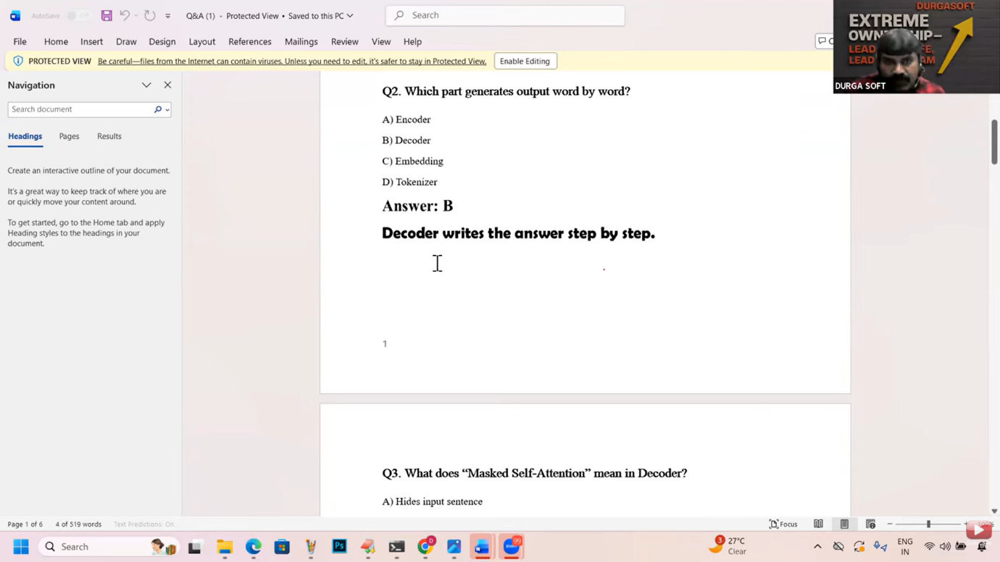 AutoSave Off
Q&A (1) • Protected View • Saved to this PC
Search
DURGASOFT
EXTREME
OWNERSHIP—
LEAD
LEAD
DURGA SOFT
File Home Insert Draw Design Layout References Mailings Review View Help
PROTECTED VIEW Be careful—files from the Internet can contain viruses. Unless you need to edit, it's safer to stay in Protected View. Enable Editing
Navigation
Search document
Headings Pages Results
Create an interactive outline of your document.
It's a great way to keep track of where you are
or quickly move your content around.
To get started, go to the Home tab and apply
Heading styles to the headings in your
document.
Q2. Which part generates output word by word?
A) Encoder
B) Decoder
C) Embedding
D) Tokenizer
Answer: B
Decoder writes the answer step by step.
1
Q3. What does “Masked Self-Attention” mean in Decoder?
A) Hides input sentence
Page 1 of 6 4 of 519 words Text Predictions: On
Focus
Search
Ps
D
99
3
27°C
Clear
ENG
IN